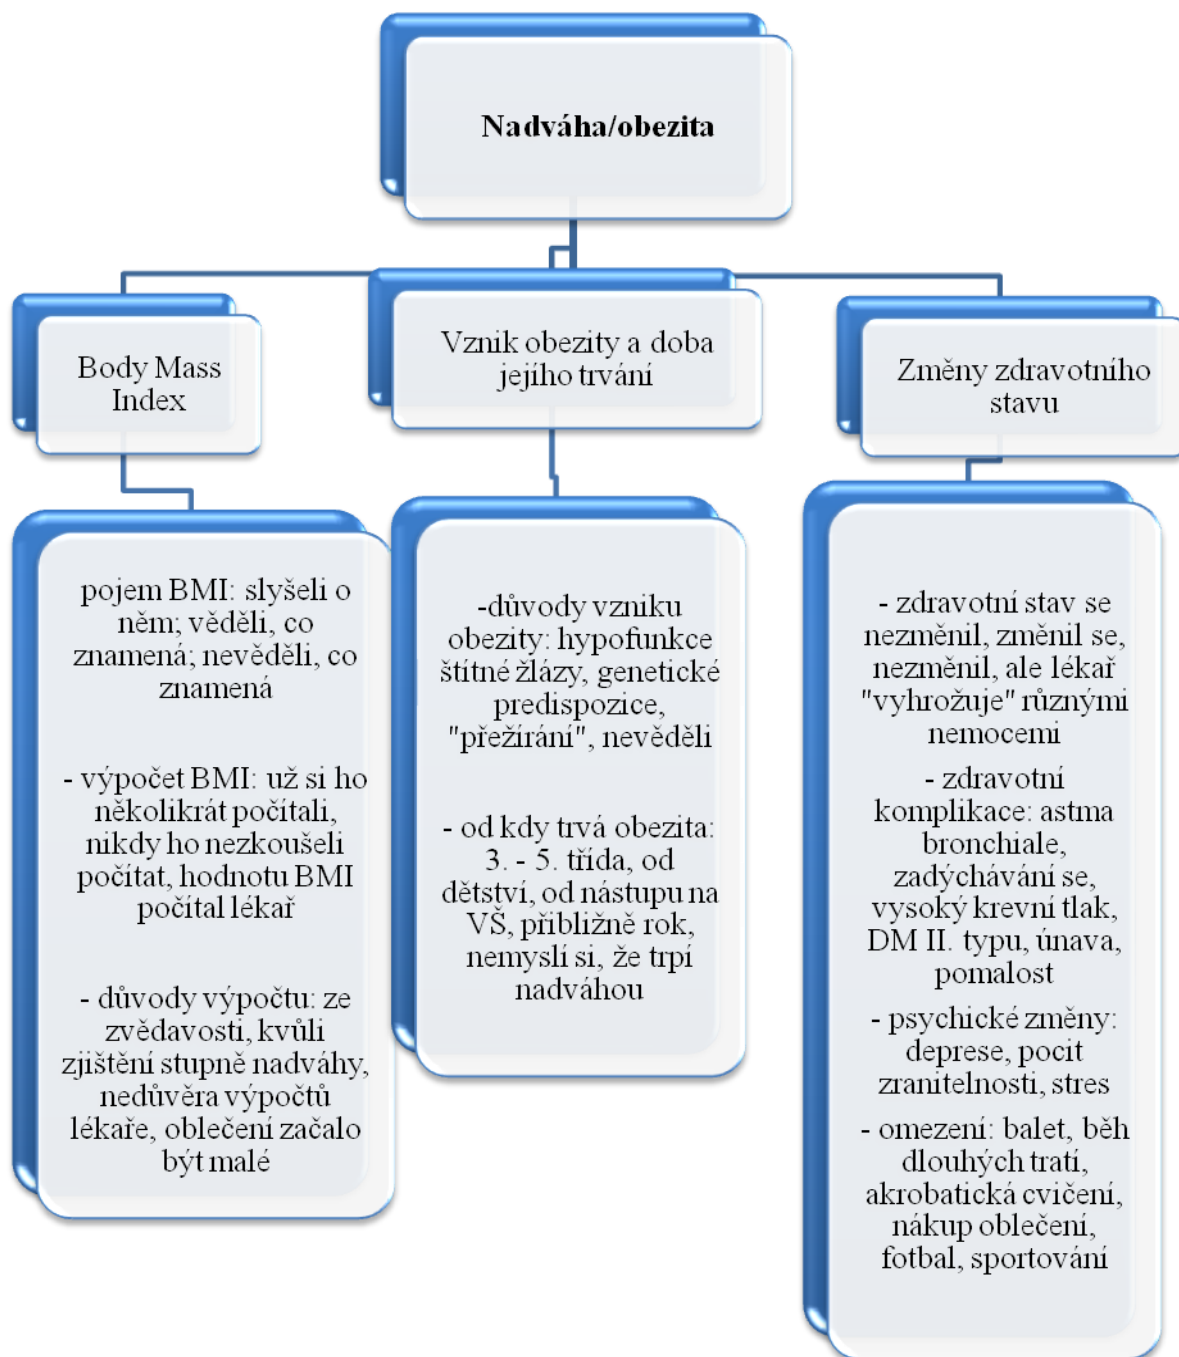 Nadváha/obezita
Body Mass
Index
Vznik obezity a doba
jejího trvání
Změny zdravotního
stavu
pojem BMI: slyšeli o
něm; věděli, co
znamená; nevěděli, co
znamená
- výpočet BMI: už si ho
několikrát počítali,
nikdy ho nezkoušeli
počítat, hodnotu BMI
počítal lékař
- důvody výpočtu: ze
zvědavosti, kvůli
zjištění stupně nadváhy,
nedůvěra výpočtů
lékaře, oblečení začalo
být malé
-důvody vzniku
obezity: hypofunkce
štítné žlázy, genetické
predispozice,
"přežírání", nevěděli
- od kdy trvá obezita:
3. - 5. třída, od
dětství, od nástupu na
VŠ, přibližně rok,
nemyslí si, že trpí
nadváhou
- zdravotní stav se
nezměnil, změnil se,
nezměnil, ale lékař
"vyhrožuje" různými
nemocemi
- zdravotní
komplikace: astma
bronchiale,
zadýchávání se,
vysoký krevní tlak,
DM II. typu, únava,
pomalost
- psychické změny:
deprese, pocit
zranitelnosti, stres
- omezení: balet, běh
dlouhých tratí,
akrobatická cvičení,
nákup oblečení,
fotbal, sportování